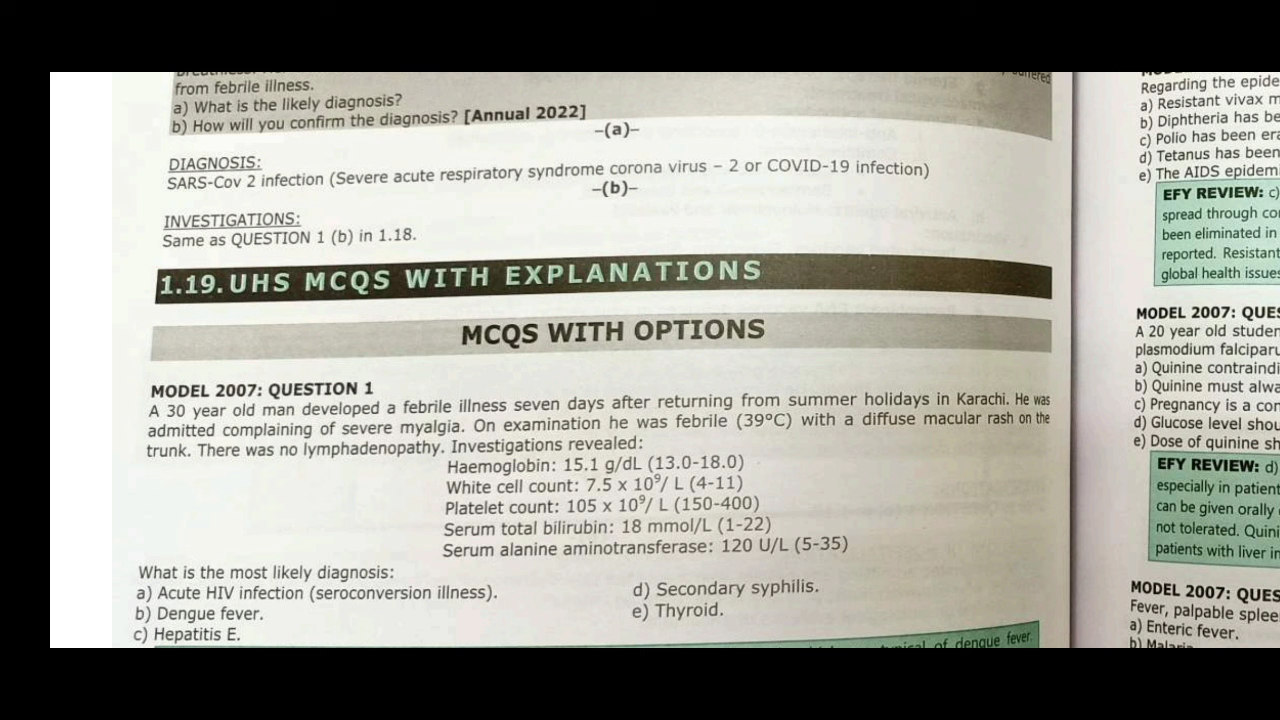 from febrile illness.
a) What is the likely diagnosis?
b) How will you confirm the diagnosis? [Annual 2022]
–(a)–
DIAGNOSIS:
SARS-Cov 2 infection (Severe acute respiratory syndrome corona virus – 2 or COVID-19 infection)
–(b)–
INVESTIGATIONS:
Same as QUESTION 1 (b) in 1.18.
1.19. UHS MCQS WITH EXPLANATIONS
MCQS WITH OPTIONS
MODEL 2007: QUESTION 1
A 30 year old man developed a febrile illness seven days after returning from summer holidays in Karachi. He was
admitted complaining of severe myalgia. On examination he was febrile (39°C) with a diffuse macular rash on the
trunk. There was no lymphadenopathy. Investigations revealed:
Haemoglobin: 15.1 g/dL (13.0-18.0)
White cell count: 7.5 x 10⁹/ L (4-11)
Platelet count: 105 x 10⁹/ L (150-400)
Serum total bilirubin: 18 mmol/L (1-22)
Serum alanine aminotransferase: 120 U/L (5-35)
What is the most likely diagnosis:
a) Acute HIV infection (seroconversion illness).
b) Dengue fever.
c) Hepatitis E.
d) Secondary syphilis.
e) Thyroid.
of dengue fever.
Regarding the epide
a) Resistant vivax m
b) Diphtheria has be
c) Polio has been era
d) Tetanus has been
e) The AIDS epidem
EFY REVIEW: c)
spread through co
been eliminated in
reported. Resistant
global health issues
MODEL 2007: QUES
A 20 year old studen
plasmodium falciparu
a) Quinine contraindi
b) Quinine must alwa
c) Pregnancy is a con
d) Glucose level shou
e) Dose of quinine sh
EFY REVIEW: d)
especially in patient
can be given orally
not tolerated. Quini
patients with liver in
MODEL 2007: QUES
Fever, palpable splee
a) Enteric fever.
b) Malaria